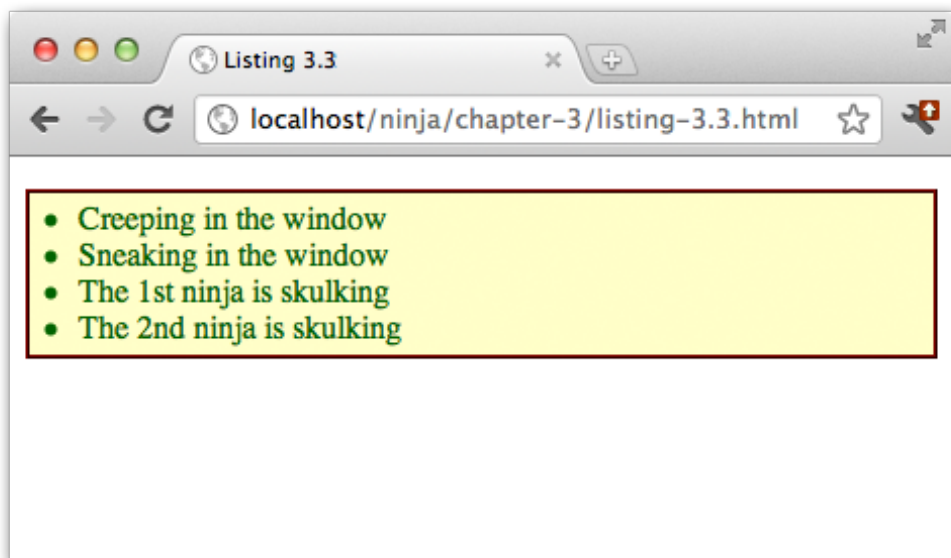 Listing 3.3
localhost/ninja/chapter-3/listing-3.3.html
Creeping in the window
Sneaking in the window
The 1st ninja is skulking
The 2nd ninja is skulking